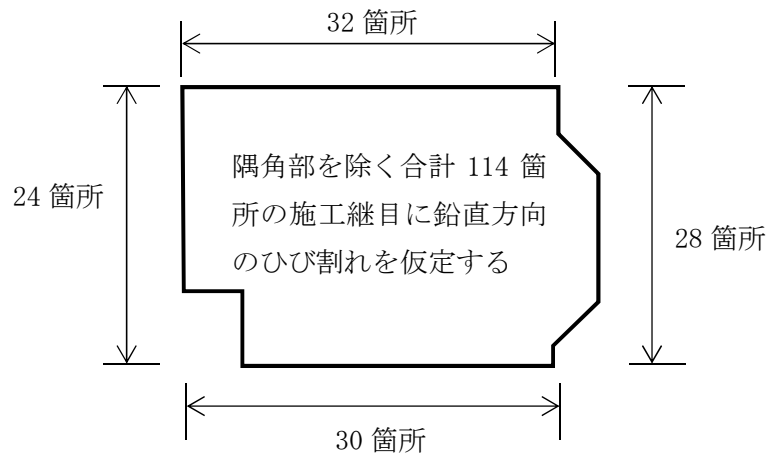 32 箇所
隅角部を除く合計 114 箇
所の施工継目に鉛直方向
のひび割れを仮定する
24 箇所
28 箇所
30 箇所